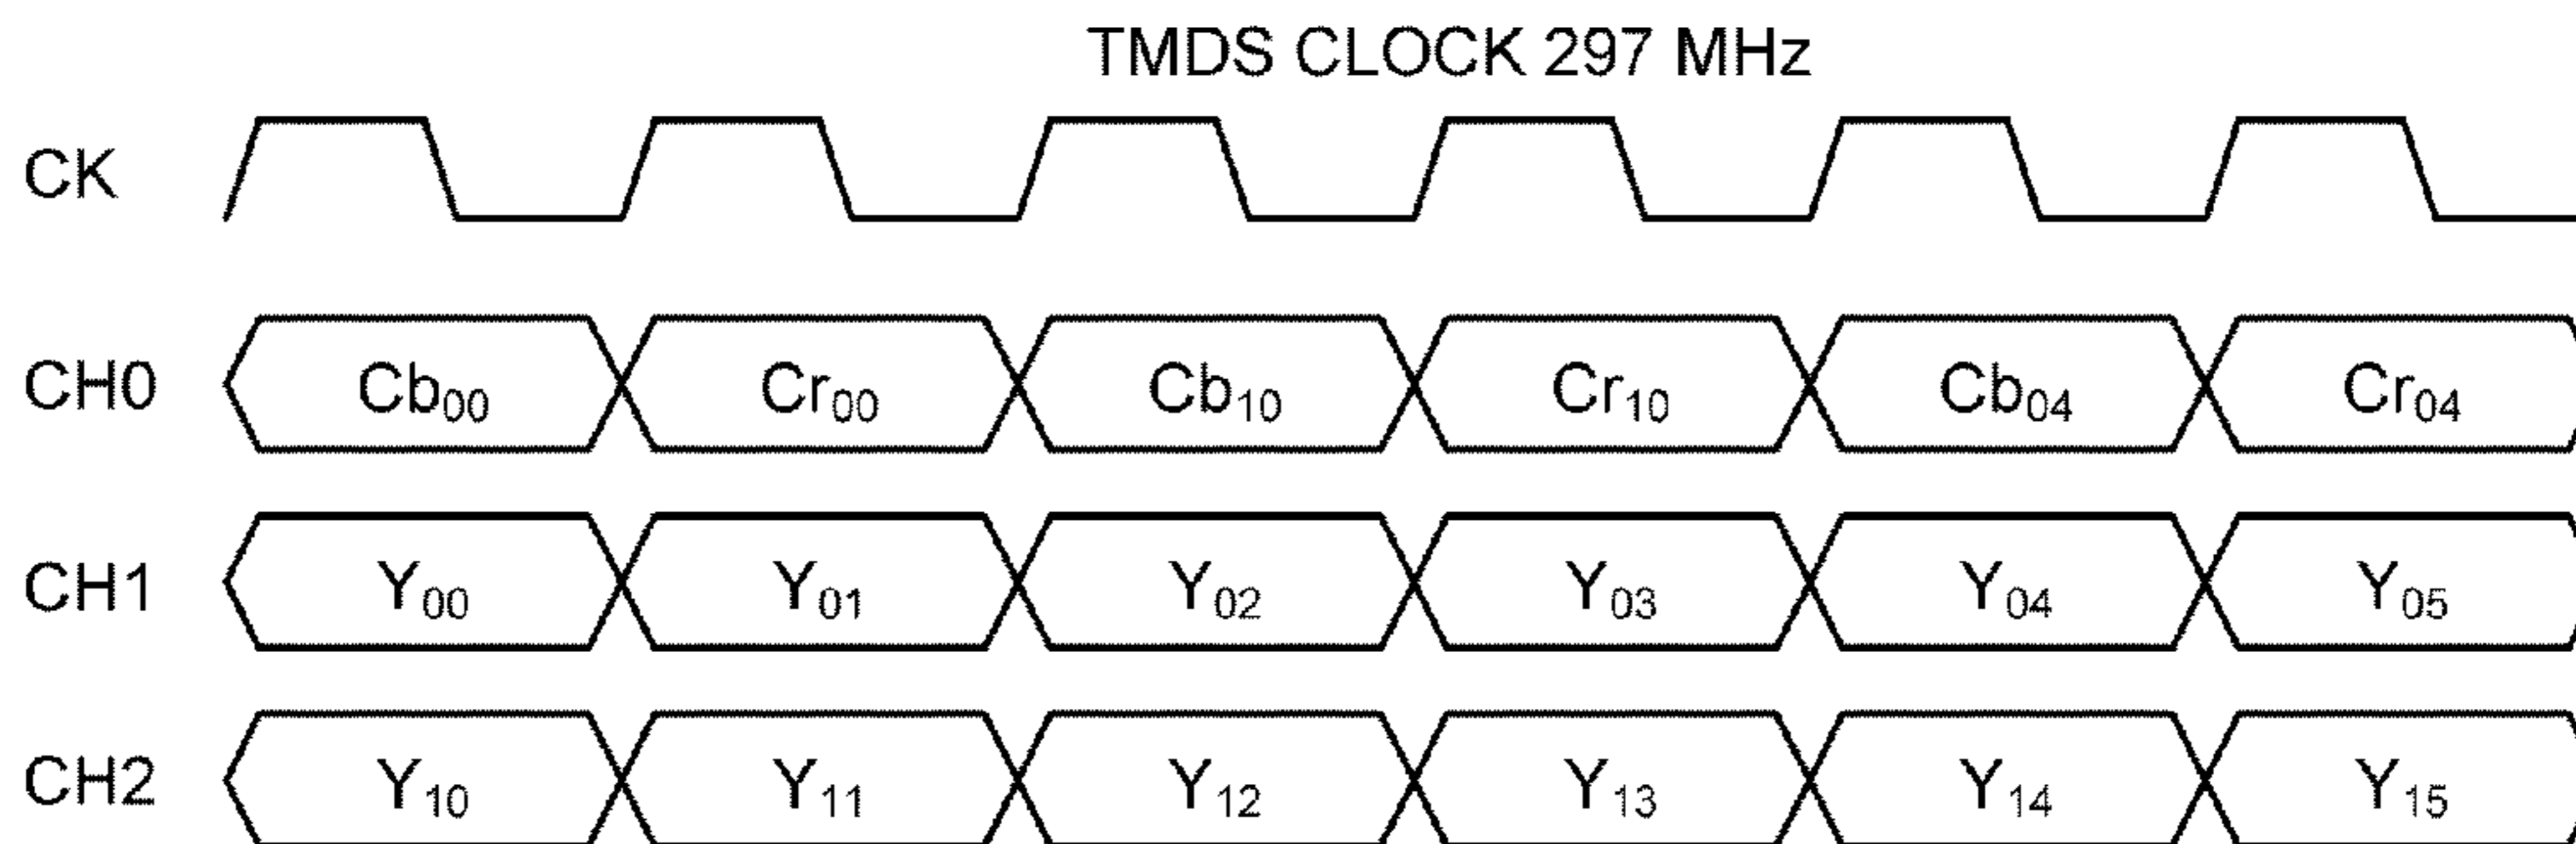 TMDS CLOCK 297 MHz
CK
CH0 Cb00 Cr00 Cb10 Cr10 Cb04 Cr04
CH1 Y00 Y01 Y02 Y03 Y04 Y05
CH2 Y10 Y11 Y12 Y13 Y14 Y15